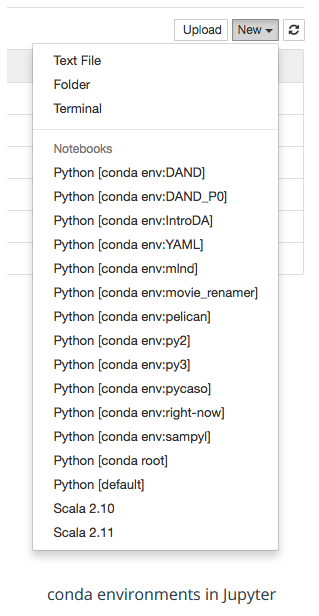 Upload New
Text File
Folder
Terminal
Notebooks
Python [conda env:DAND]
Python [conda env:DAND_P0]
Python [conda env:IntroDA]
Python [conda env:YAML]
Python [conda env:mlnd]
Python [conda env:movie_renamer]
Python [conda env:pelican]
Python [conda env:py2]
Python [conda env:py3]
Python [conda env:pycaso]
Python [conda env:right-now]
Python [conda env:sampyl]
Python [conda root]
Python [default]
Scala 2.10
Scala 2.11
conda environments in Jupyter